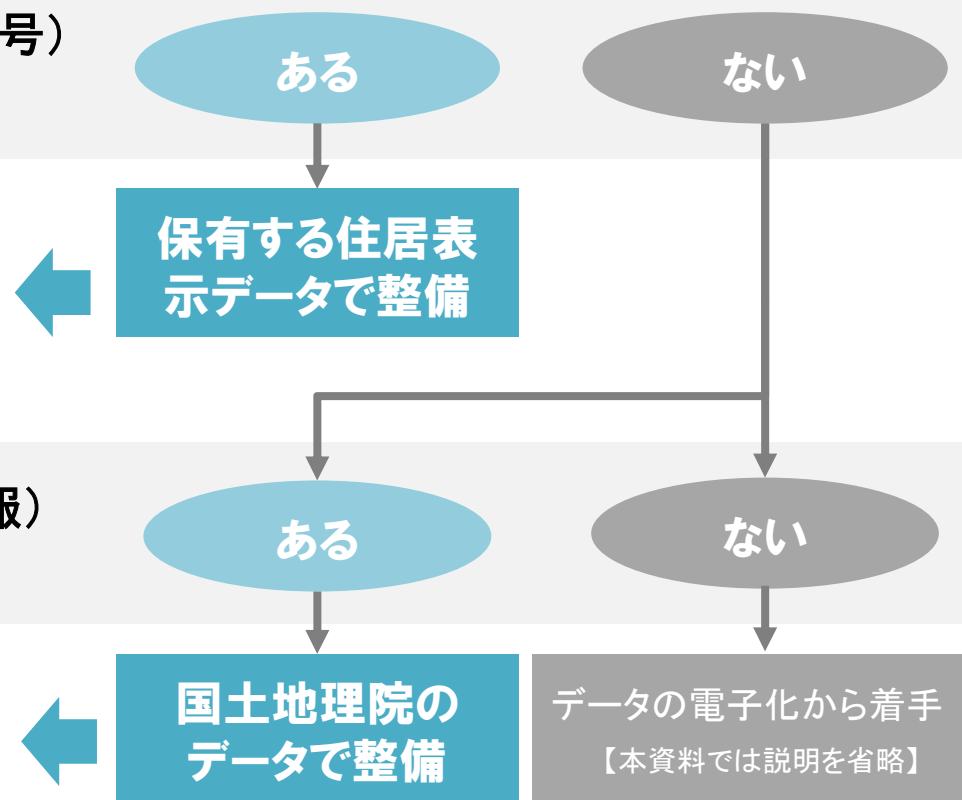 号）
ある
ない
保有する住居表
示データで整備
報）
ある
ない
国土地理院の
データで整備
データの電子化から着手
【本資料では説明を省略】